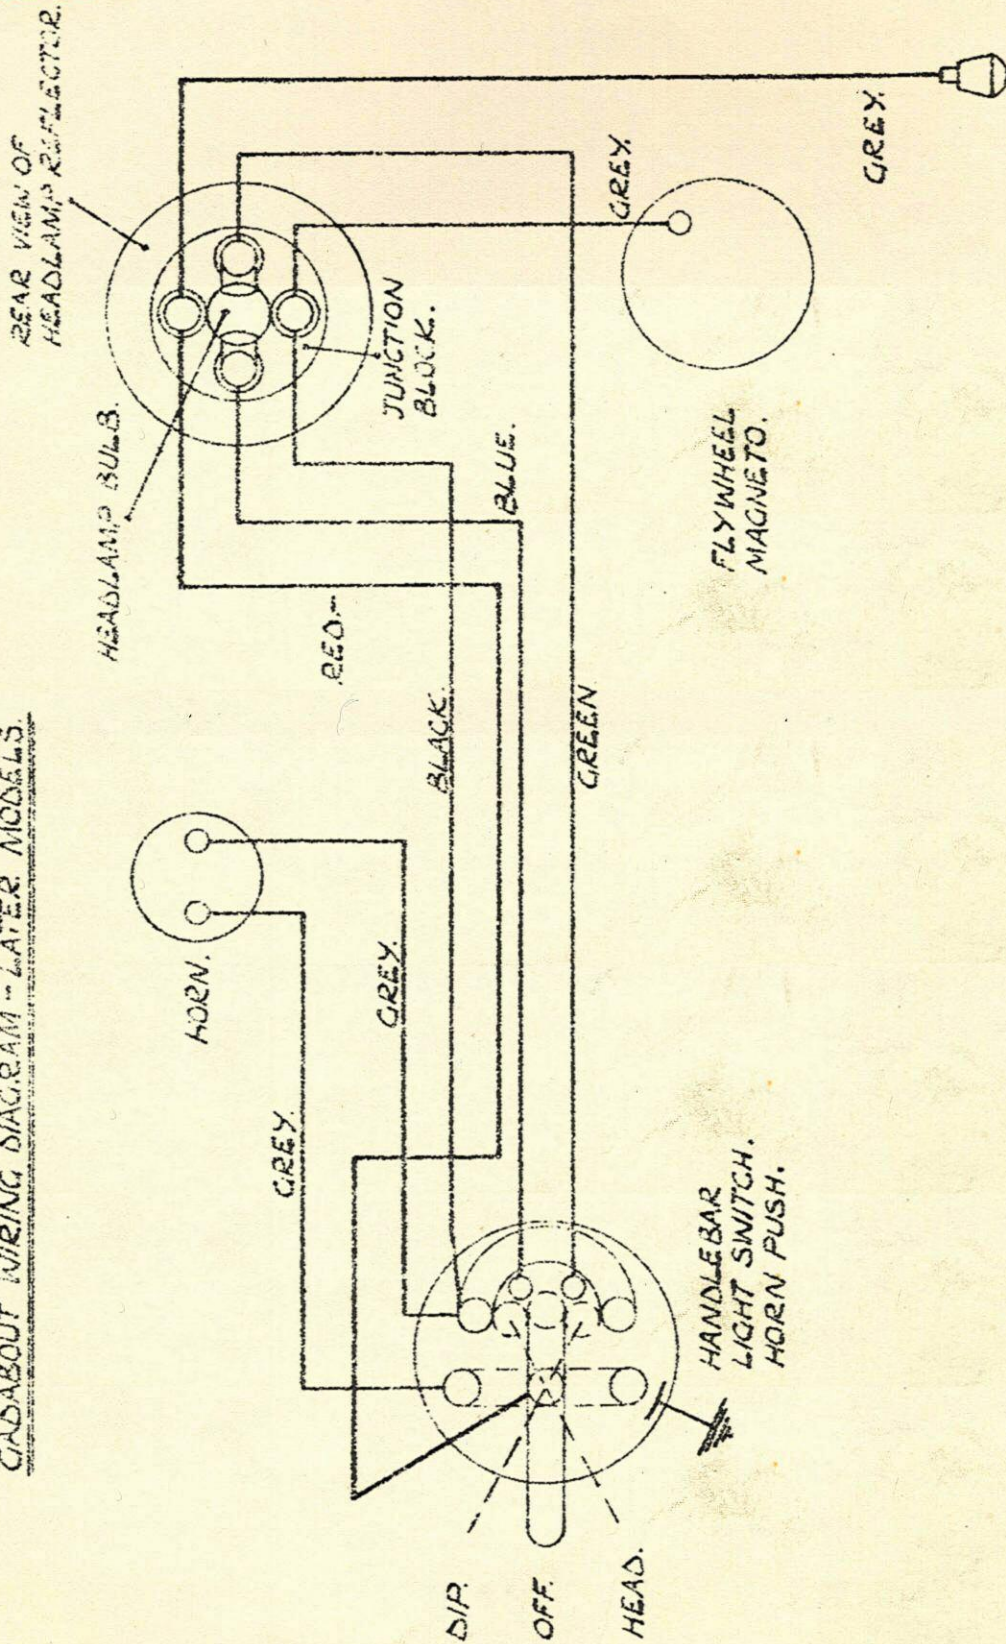 GADABOUT WIRING DIAGRAM - LATER MODELS.
REAR VIEW OF
HEADLAMP REFLECTOR.
HEADLAMP BULB.
HORN.
GREY.
GREY.
RED.
JUNCTION
BLOCK.
BLACK.
BLUE.
GREEN
GREY.
GREY.
DIP.
OFF.
HEAD.
HANDLEBAR
LIGHT SWITCH.
HORN PUSH.
FLYWHEEL
MAGNETO.